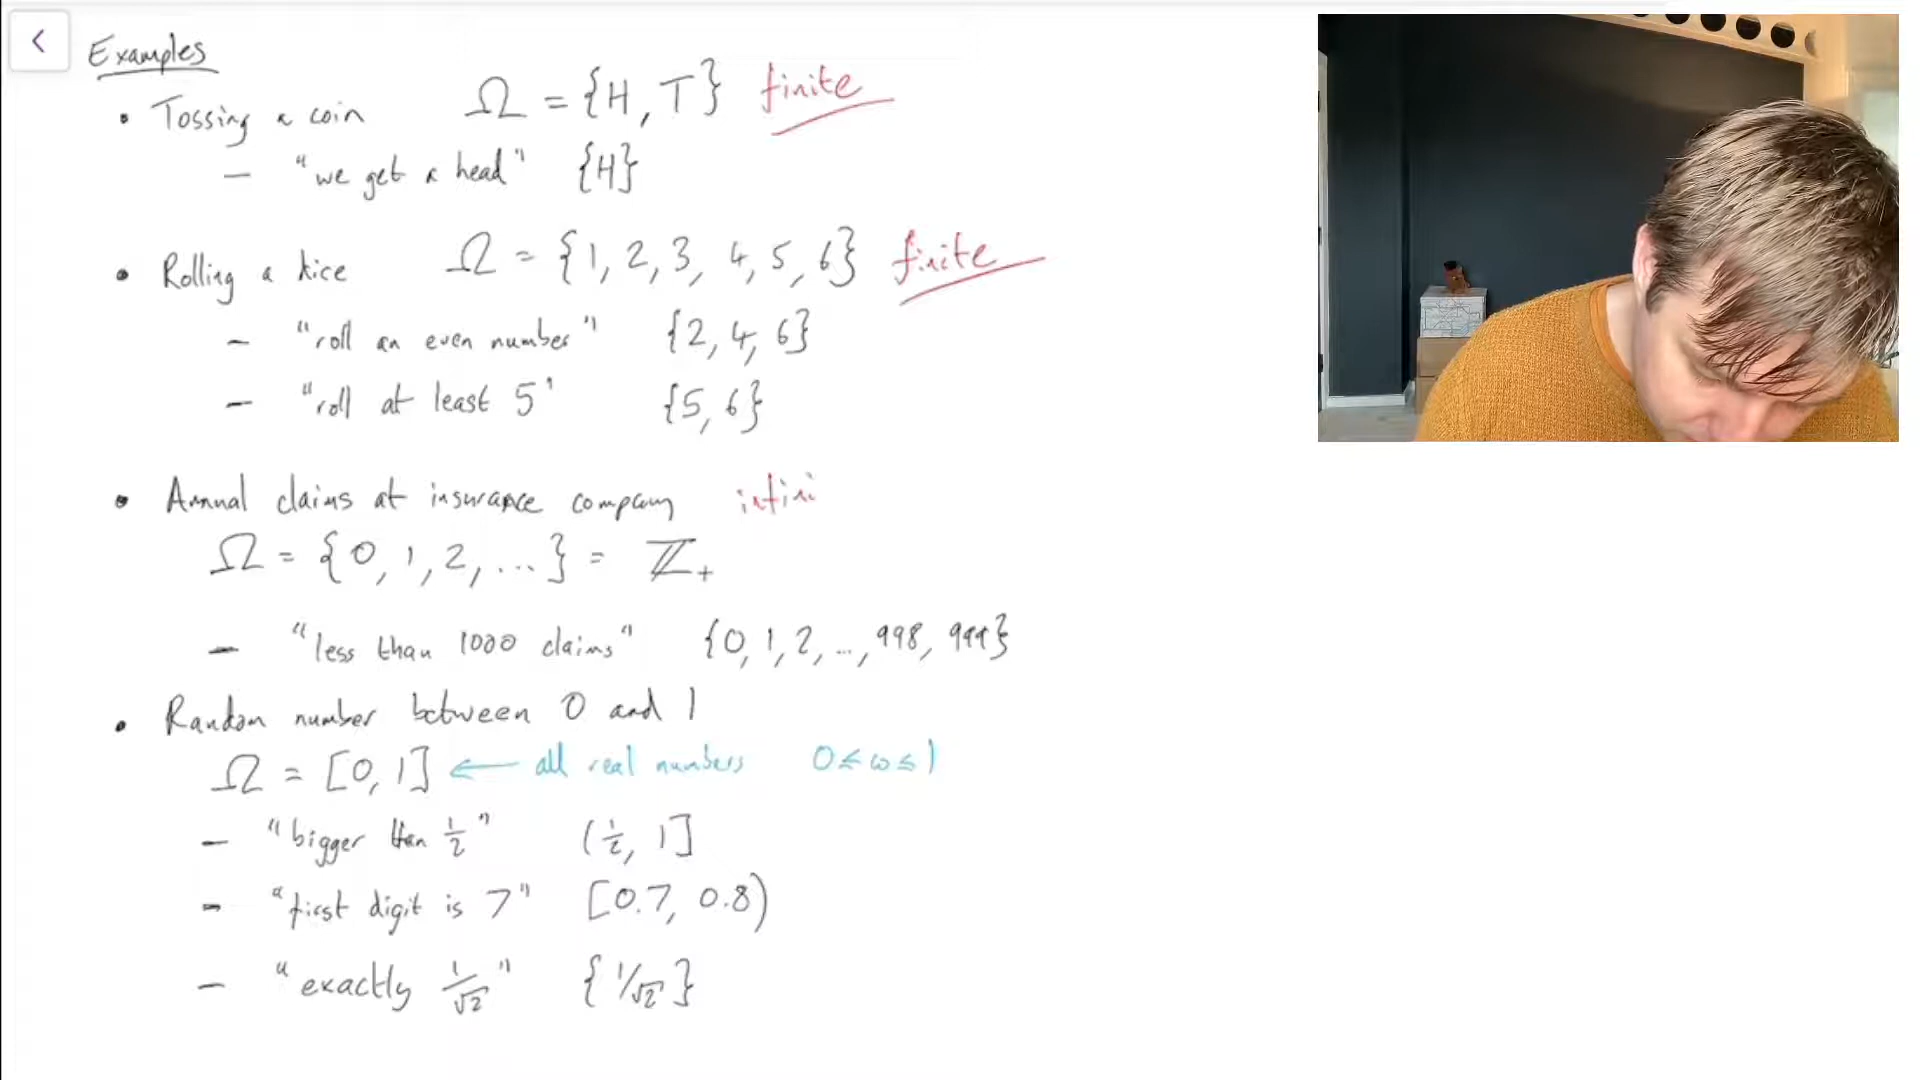 Examples
• Tossing a coin Ω = {H, T} finite
– "we get a head" {H}
• Rolling a dice Ω = {1, 2, 3, 4, 5, 6} finite
– "roll an even number" {2, 4, 6}
– "roll at least 5" {5, 6}
• Annual claims at insurance company infini
Ω = {0, 1, 2, ...} = ℤ₊
– "less than 1000 claims" {0, 1, 2, ..., 998, 999}
• Random number between 0 and 1
Ω = [0, 1] ← all real numbers 0 ≤ ω ≤ 1
– "bigger than 1/2" (1/2, 1]
– "first digit is 7" [0.7, 0.8)
– "exactly 1/√2" {1/√2}